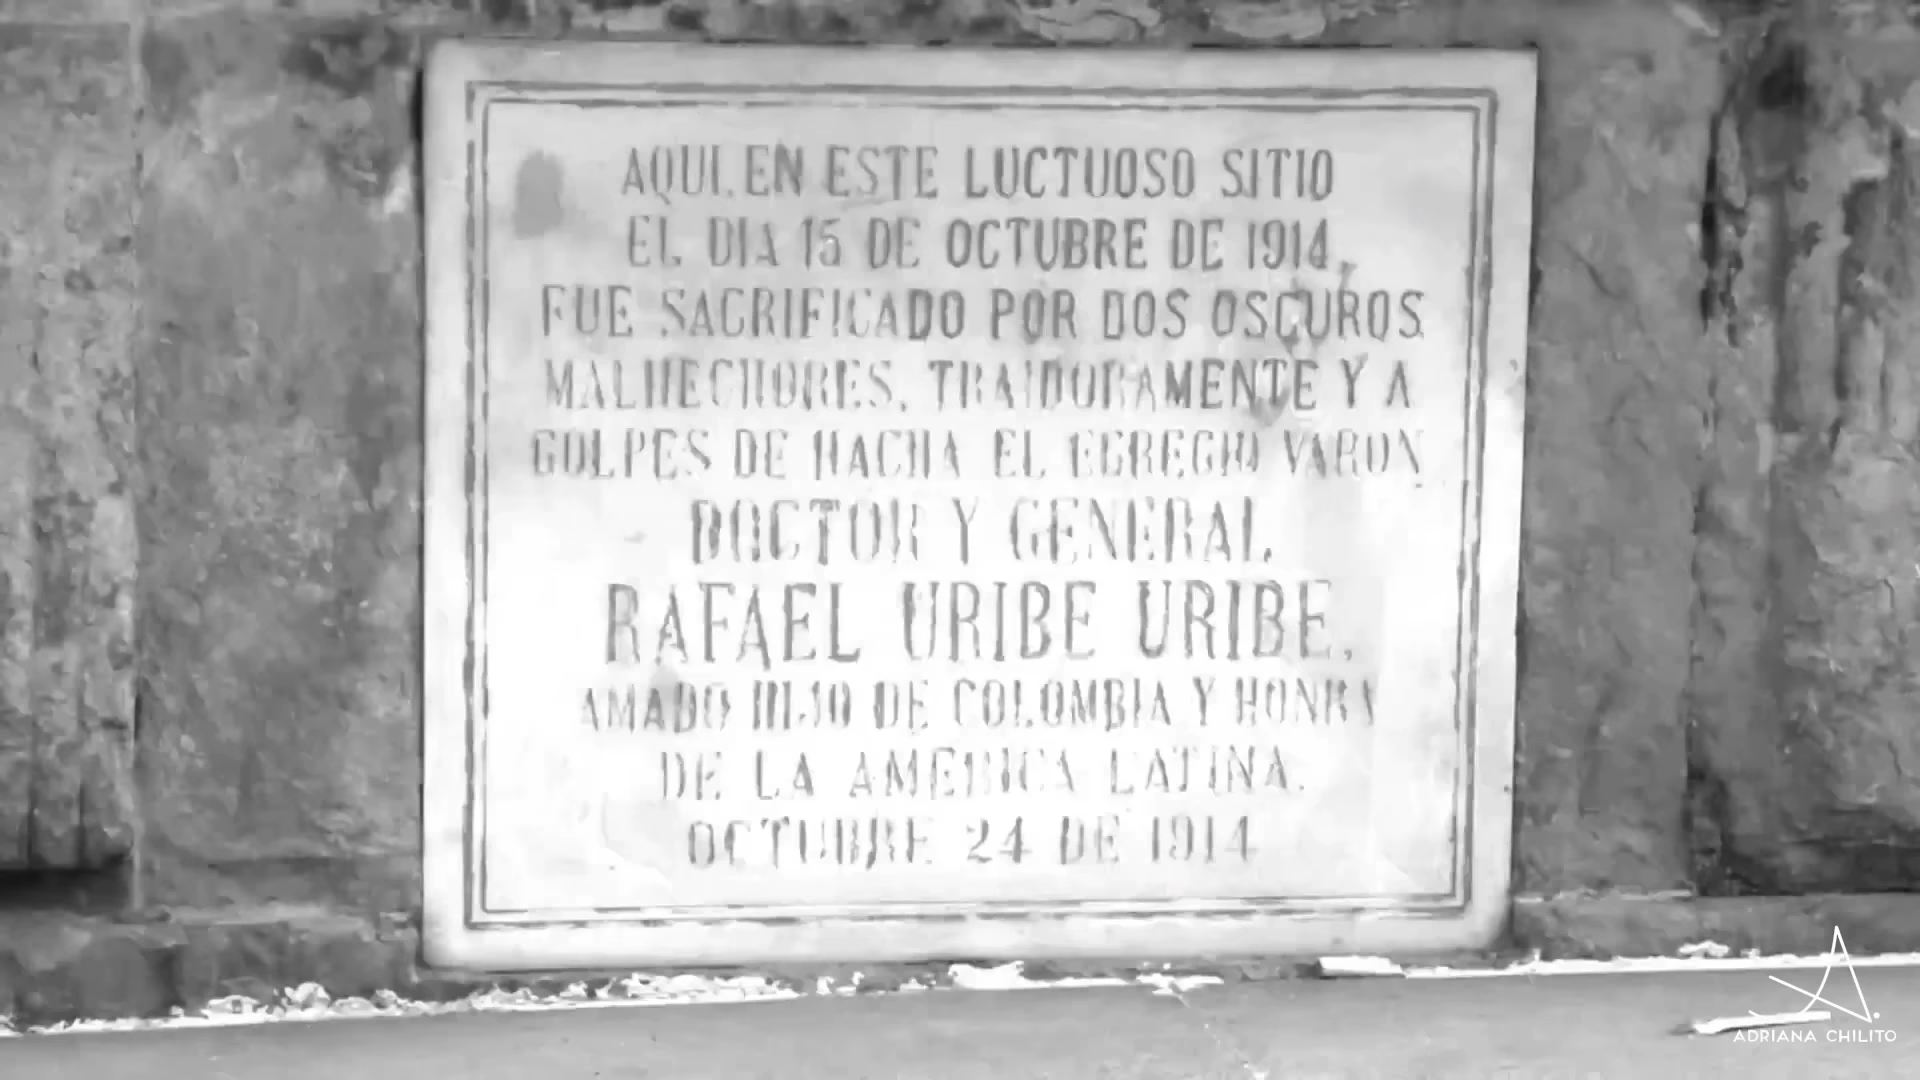 AQUI, EN ESTE LUCTUOSO SITIO
EL DIA 15 DE OCTUBRE DE 1914,
FUE SACRIFICADO POR DOS OSCUROS
MALHECHORES, TRAIDORAMENTE Y A
GOLPES DE HACHA EL EGREGIO VARON,
DOCTOR Y GENERAL
RAFAEL URIBE URIBE,
AMADO HIJO DE COLOMBIA Y HONRA
DE LA AMERICA LATINA.
OCTUBRE 24 DE 1914
ADRIANA CHILITO